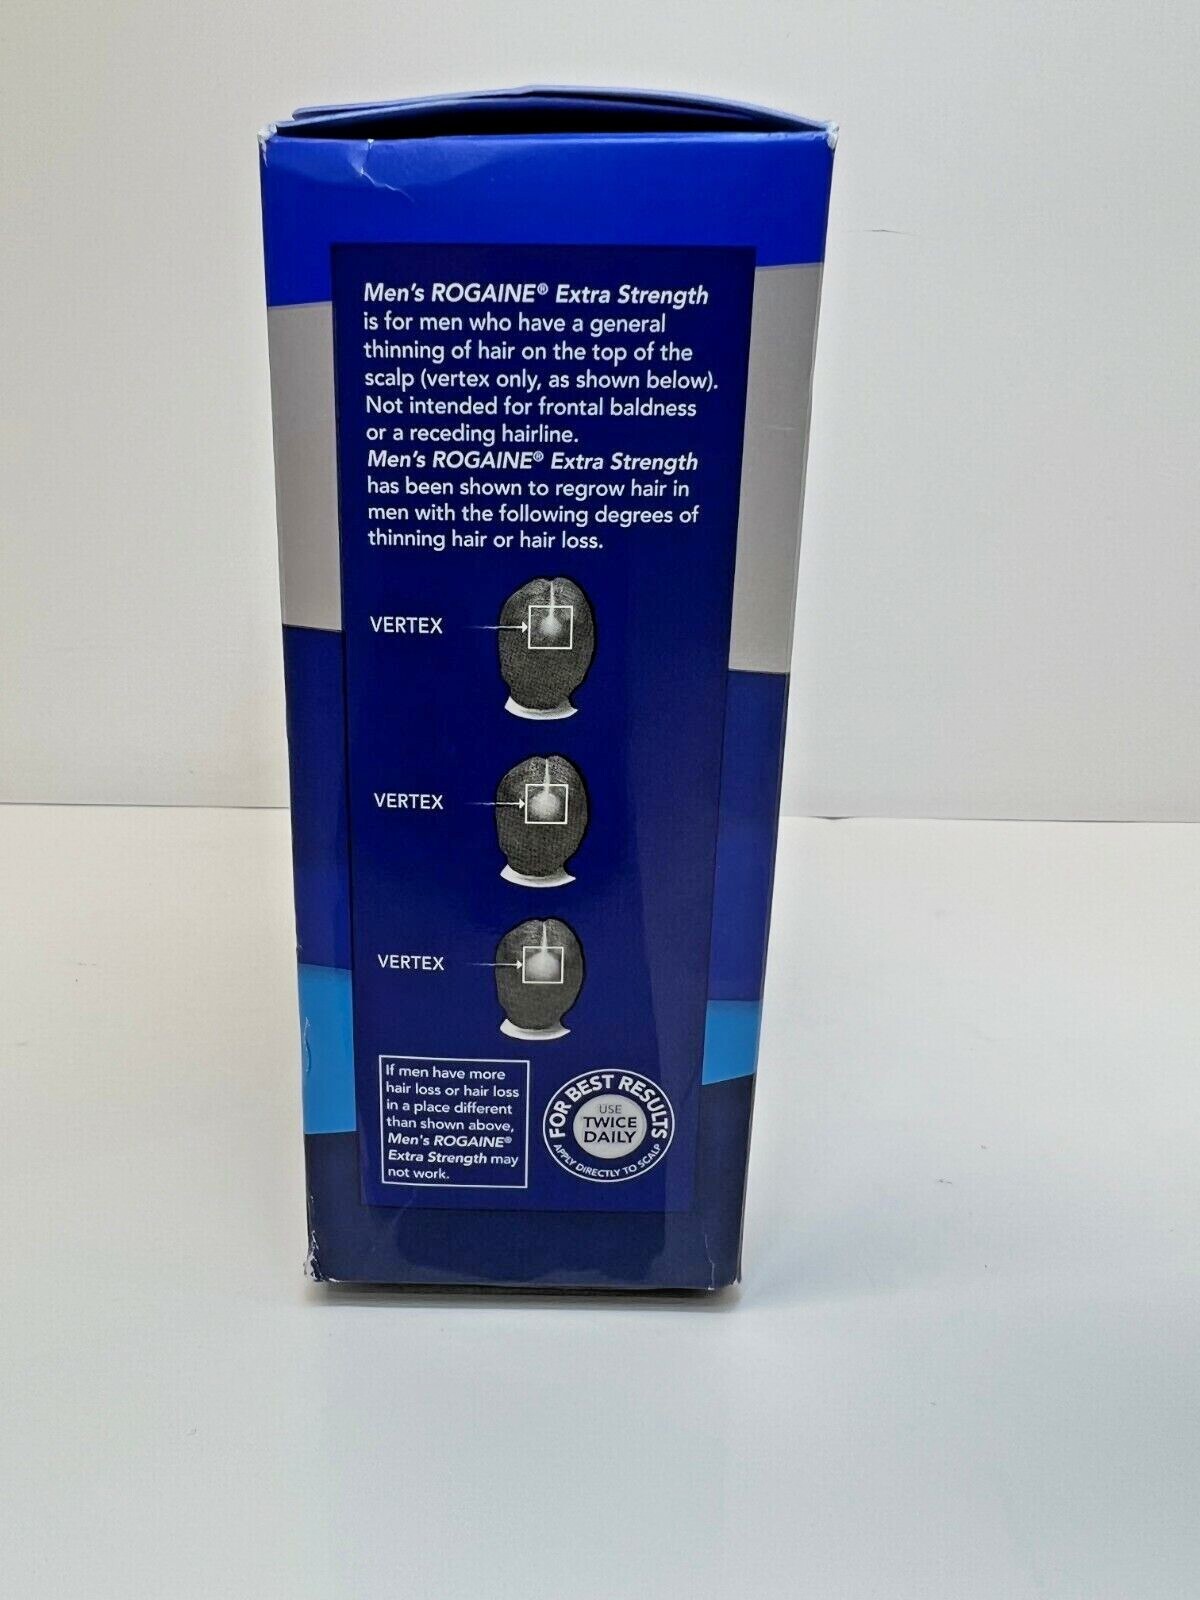 Men's ROGAINE® Extra Strength
is for men who have a general
thinning of hair on the top of the
scalp (vertex only, as shown below).
Not intended for frontal baldness
or a receding hairline.
Men's ROGAINE® Extra Strength
has been shown to regrow hair in
men with the following degrees of
thinning hair or hair loss.
VERTEX
VERTEX
VERTEX
If men have more
hair loss or hair loss
in a place different
than shown above,
Men's ROGAINE®
Extra Strength may
not work.
FOR BEST RESULTS
USE
TWICE
DAILY
APPLY DIRECTLY TO SCALP